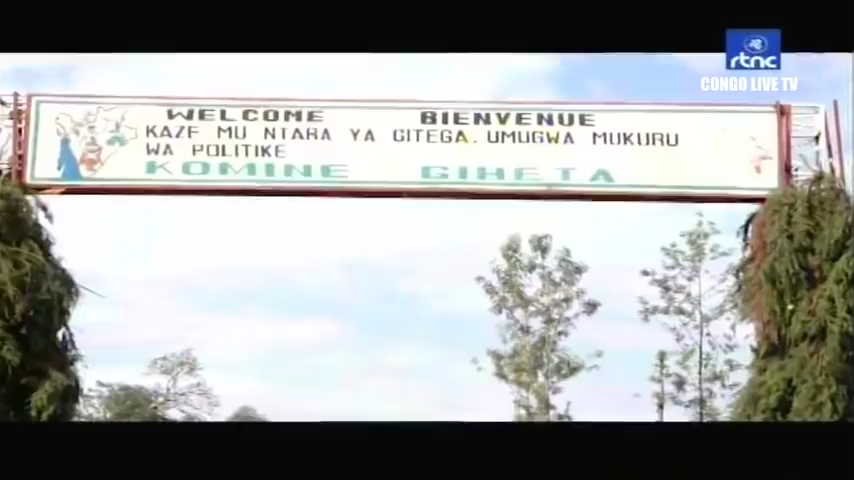 rtnc
CONGO LIVE TV
WELCOME BIENVENUE
KAZE MU NTARA YA GITEGA. UMUGWA MUKURU
WA POLITIKE
KOMINE GIHETA